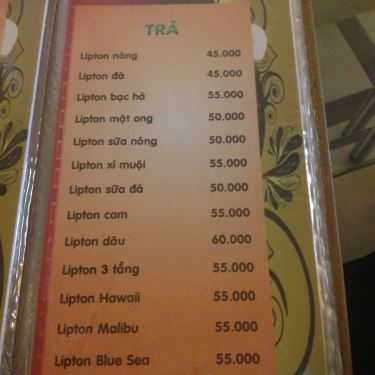 TRÀ
Lipton nóng 45.000
Lipton đá 45.000
Lipton bạc hà 55.000
Lipton mật ong 50.000
Lipton sữa nóng 50.000
Lipton xí muội 55.000
Lipton sữa đá 50.000
Lipton cam 55.000
Lipton dâu 60.000
Lipton 3 tầng 55.000
Lipton Hawaii 55.000
Lipton Malibu 55.000
Lipton Blue Sea 55.000